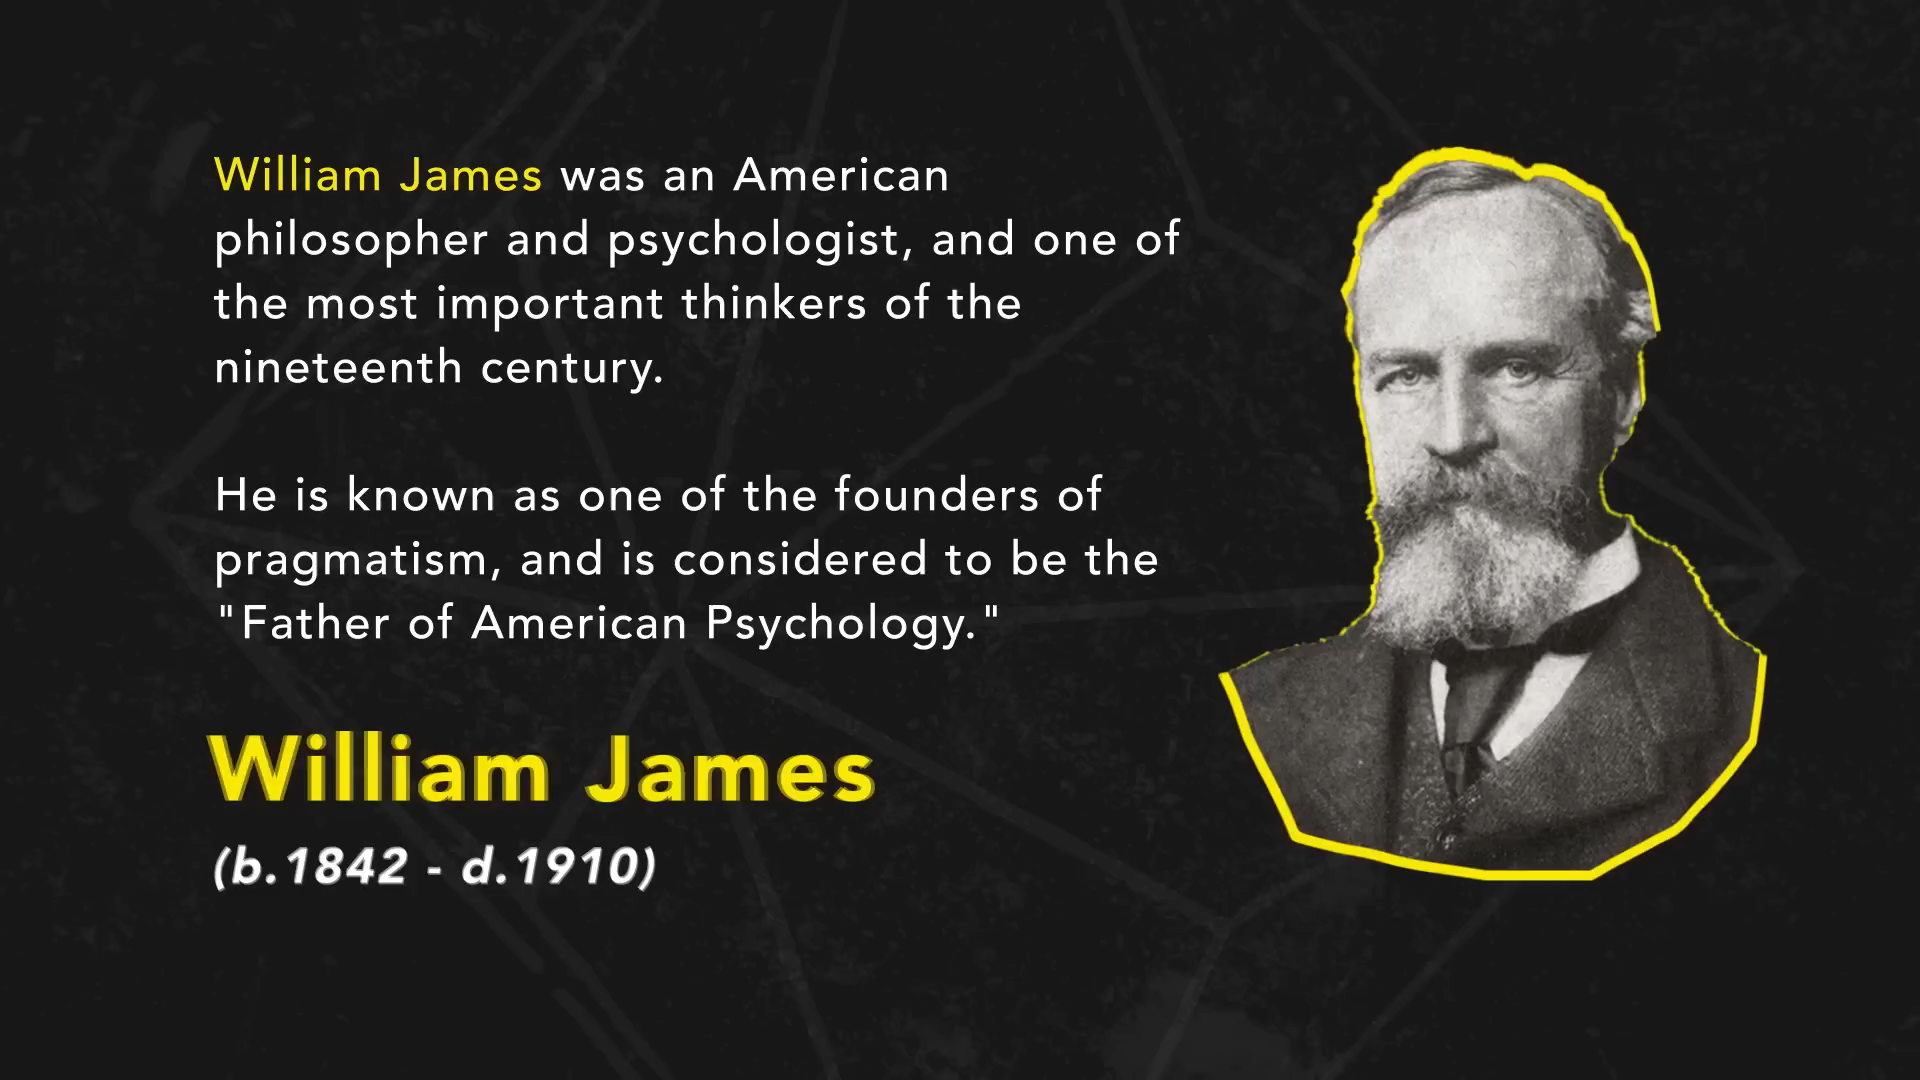 William James was an American
philosopher and psychologist, and one of
the most important thinkers of the
nineteenth century.
He is known as one of the founders of
pragmatism, and is considered to be the
"Father of American Psychology."
William James
(b.1842 - d.1910)